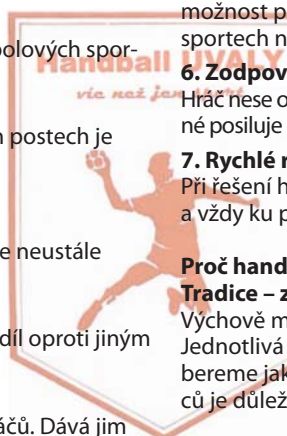 polových spor-
postech je
e neustále
díl oproti jiným
áčů. Dává jim
Handball ÚVALY
víc než jen sport
možnost p
sportech n
6. Zodpov
Hráč nese o
né posiluje
7. Rychlé r
Při řešení h
a vždy ku p
Proč hand
Tradice – z
Výchově m
Jednotlivá
bereme jak
ců je důlež